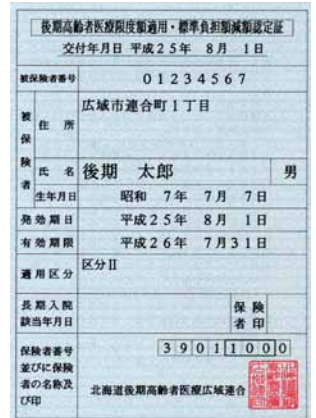 後期高齢者医療限度額適用・標準負担額減額認定証
交付年月日 平成25年 8月 1日
被保険者番号 01234567
被保険者
住所 広域市連合町1丁目
氏名 後期 太郎 男
生年月日 昭和 7年 7月 7日
発効期日 平成25年 8月 1日
有効期限 平成26年 7月31日
適用区分 区分II
長期入院
該当年月日
保険
者印
保険者番号
並びに保険
者の名称及
び印
39011000
北海道後期高齢者医療広域連合